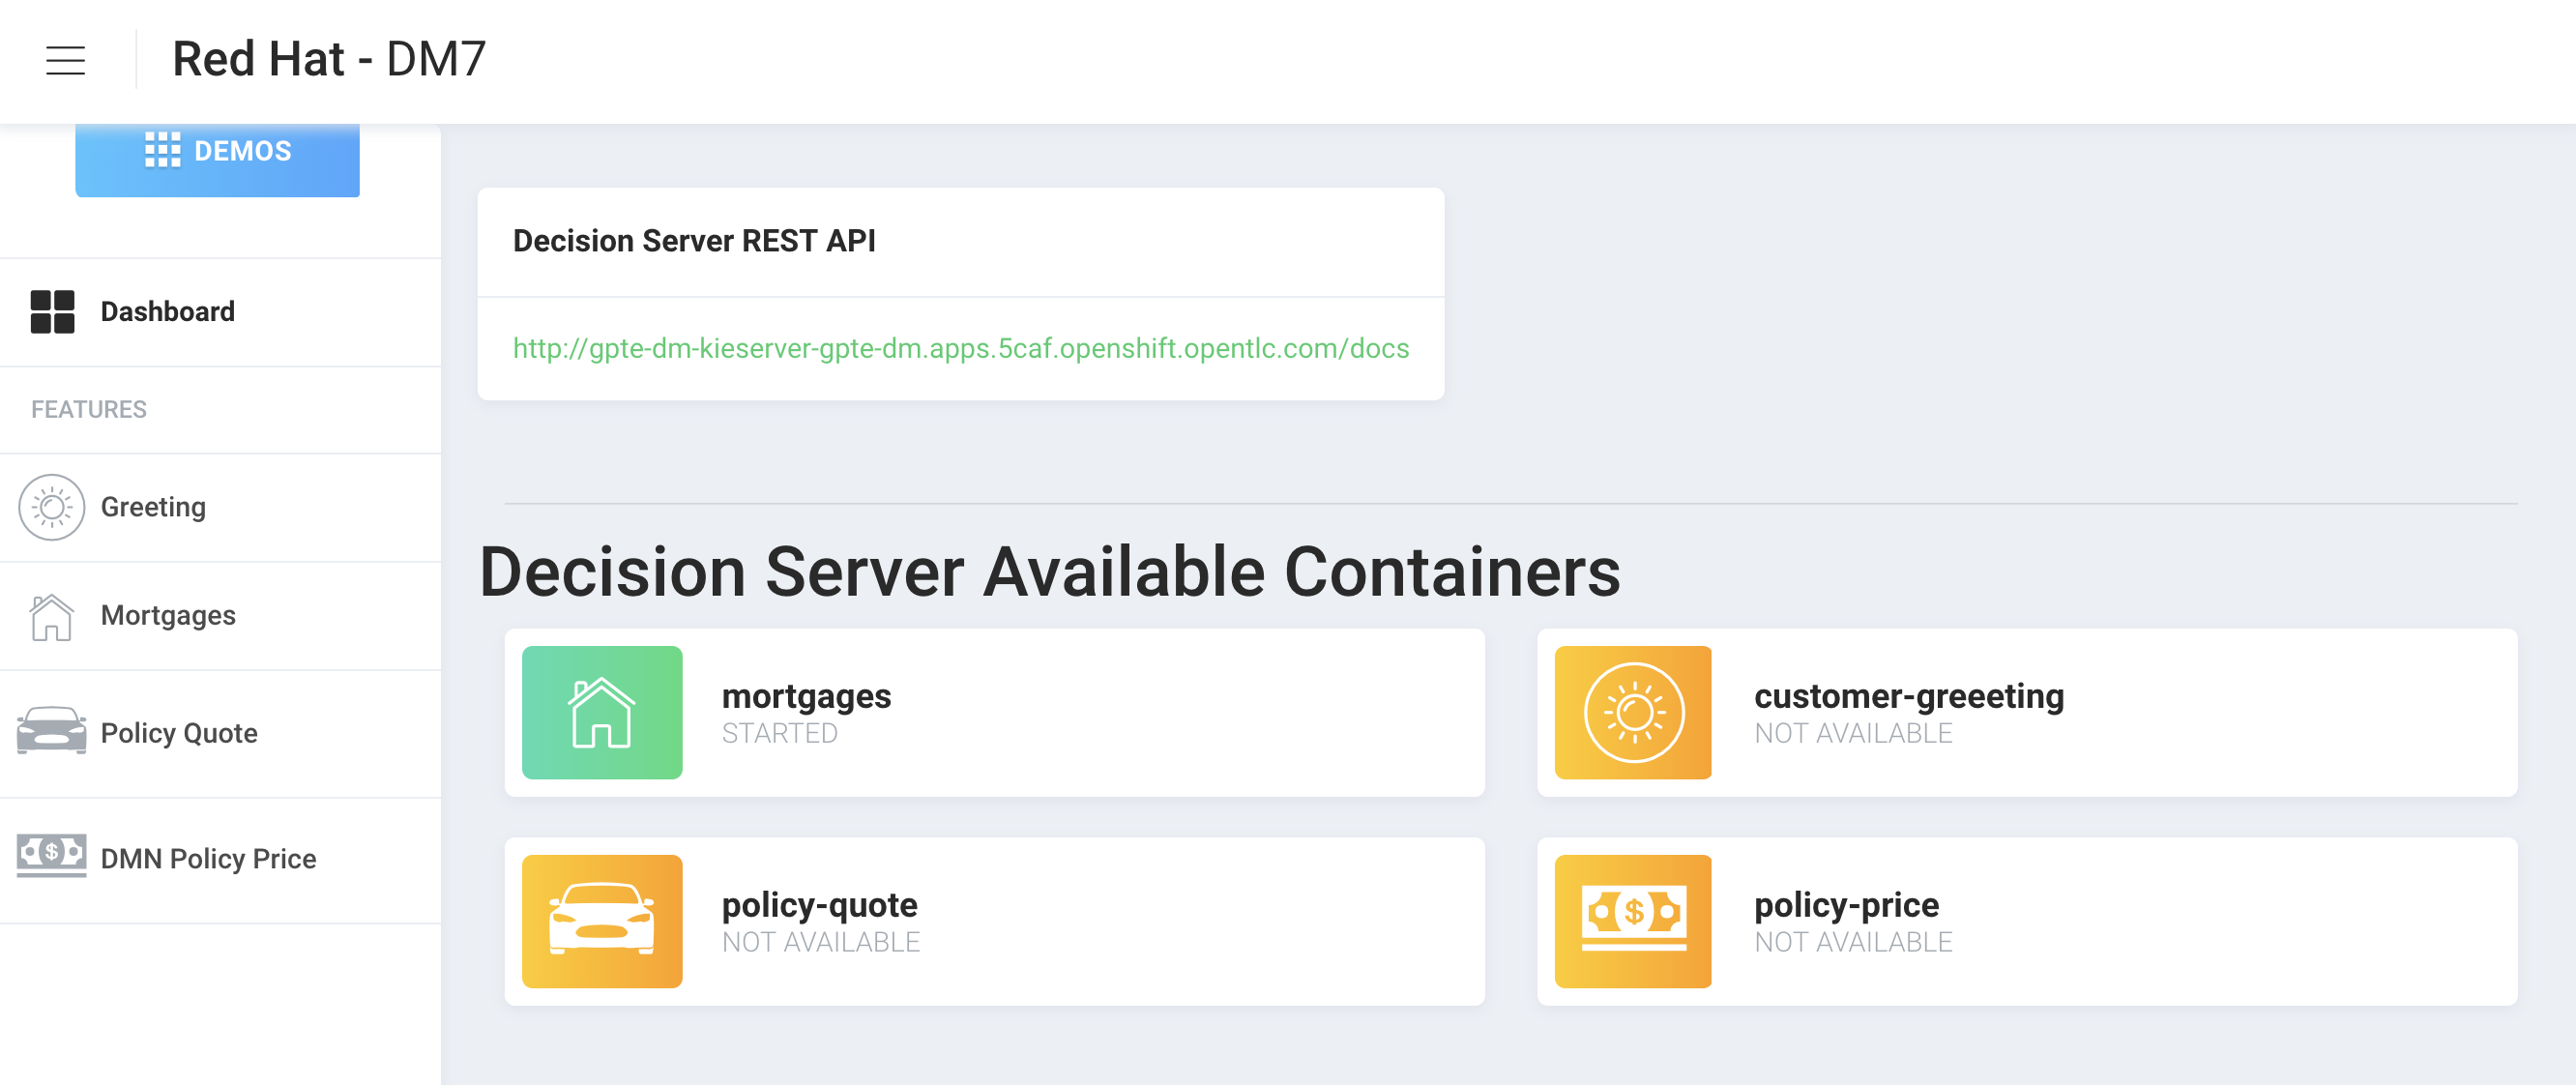 Red Hat - DM7
DEMOS
Dashboard
FEATURES
Greeting
Mortgages
Policy Quote
DMN Policy Price
Decision Server REST API
http://gpte-dm-kieserver-gpte-dm.apps.5caf.openshift.opentlc.com/docs
Decision Server Available Containers
mortgages
STARTED
customer-greeeting
NOT AVAILABLE
policy-quote
NOT AVAILABLE
policy-price
NOT AVAILABLE